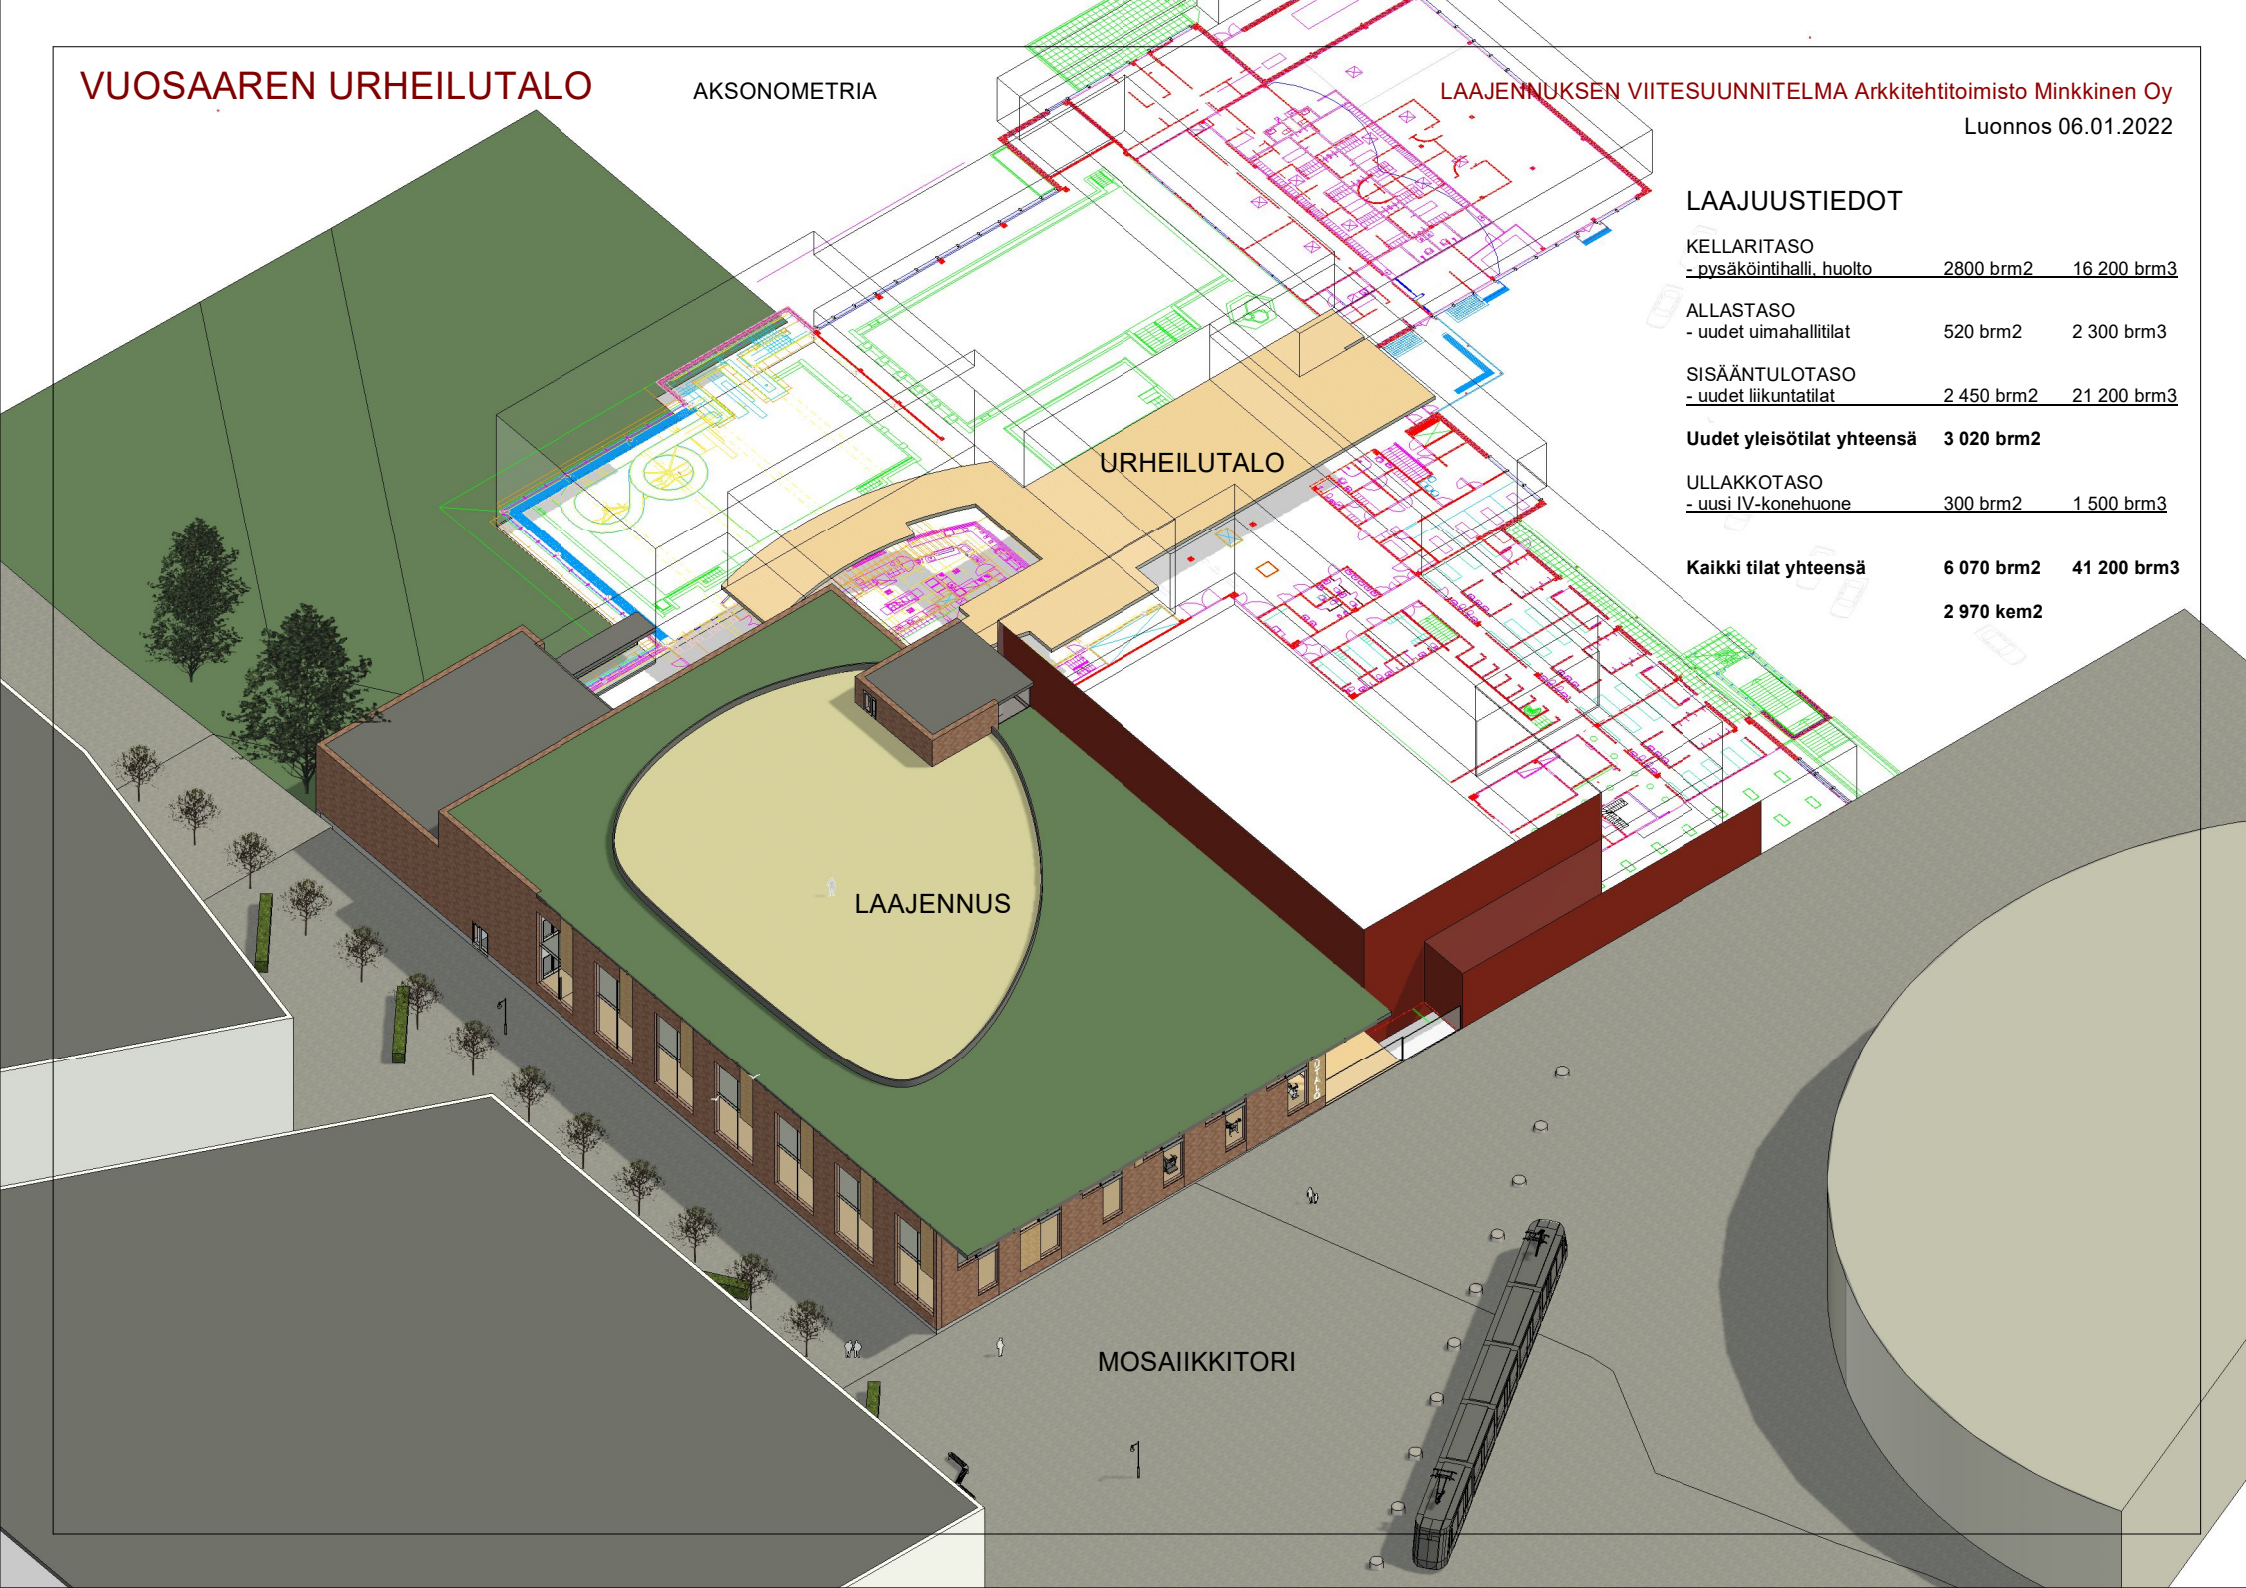 VUOSAAREN URHEILUTALO
AKSONOMETRIA
LAAJENNUKSEN VIITESUUNNITELMA Arkkitehtitoimisto Minkkinen Oy
Luonnos 06.01.2022
LAAJUUSTIEDOT
KELLARITASO
- pysäköintihalli, huolto 2800 brm2 16 200 brm3
ALLASTASO
- uudet uimahallitilat 520 brm2 2 300 brm3
SISÄÄNTULOTASO
- uudet liikuntatilat 2 450 brm2 21 200 brm3
Uudet yleisötilat yhteensä 3 020 brm2
ULLAKKOTASO
- uusi IV-konehuone 300 brm2 1 500 brm3
Kaikki tilat yhteensä 6 070 brm2 41 200 brm3
2 970 kem2
URHEILUTALO
LAAJENNUS
MOSAIIKKITORI